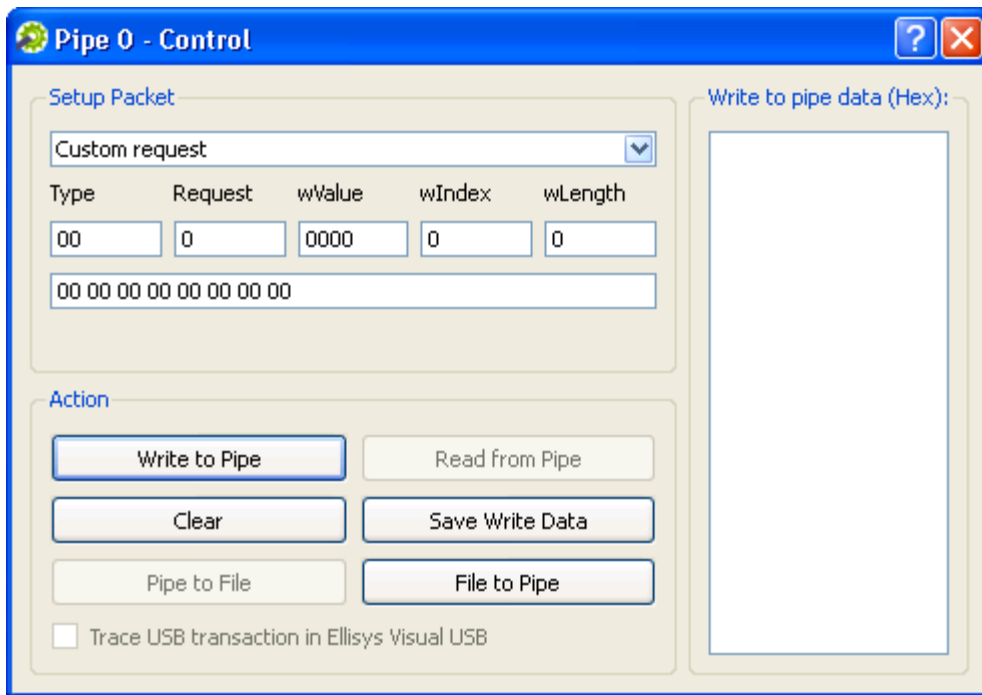 Pipe 0 - Control
Setup Packet
Custom request
Type Request wValue wIndex wLength
00 0 0000 0 0
00 00 00 00 00 00 00 00
Action
Write to Pipe Read from Pipe
Clear Save Write Data
Pipe to File File to Pipe
Trace USB transaction in Ellisys Visual USB
Write to pipe data (Hex):